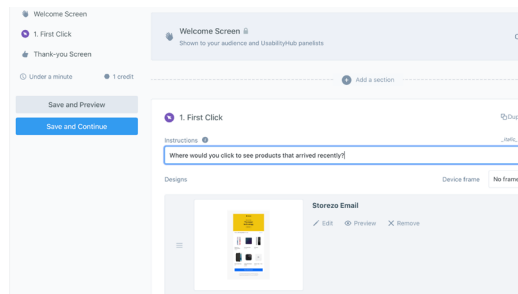 Welcome Screen
1. First Click
Thank-you Screen
Under a minute
1 credit
Save and Preview
Save and Continue
Welcome Screen
Shown to your audience and UsabilityHub panelists
Add a section
1. First Click
Instructions
Where would you click to see products that arrived recently?
Designs
Device frame
No frame
Storezo Email
Edit
Preview
Remove